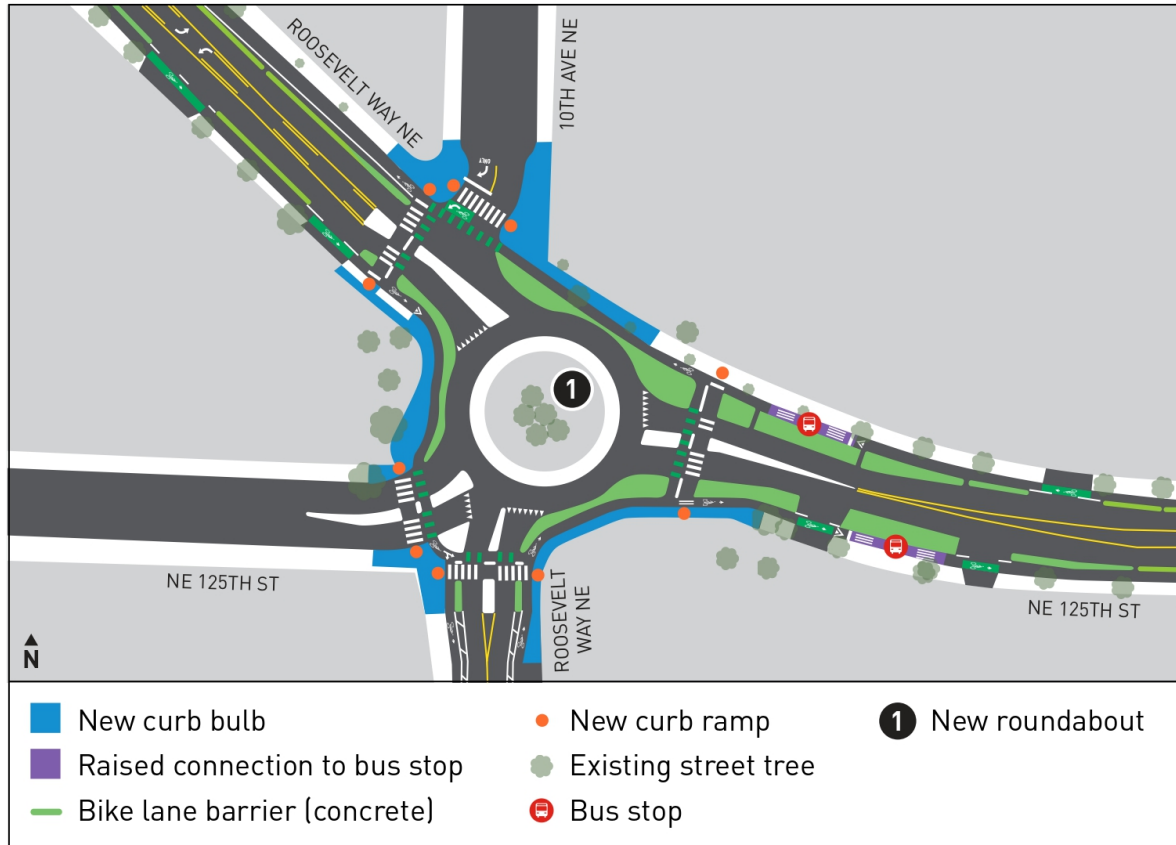 ROOSEVELT WAY NE
10TH AVE NE
ONLY
1
NE 125TH ST
ROOSEVELT
WAY NE
NE 125TH ST
N
New curb bulb
Raised connection to bus stop
Bike lane barrier (concrete)
New curb ramp
Existing street tree
Bus stop
1 New roundabout